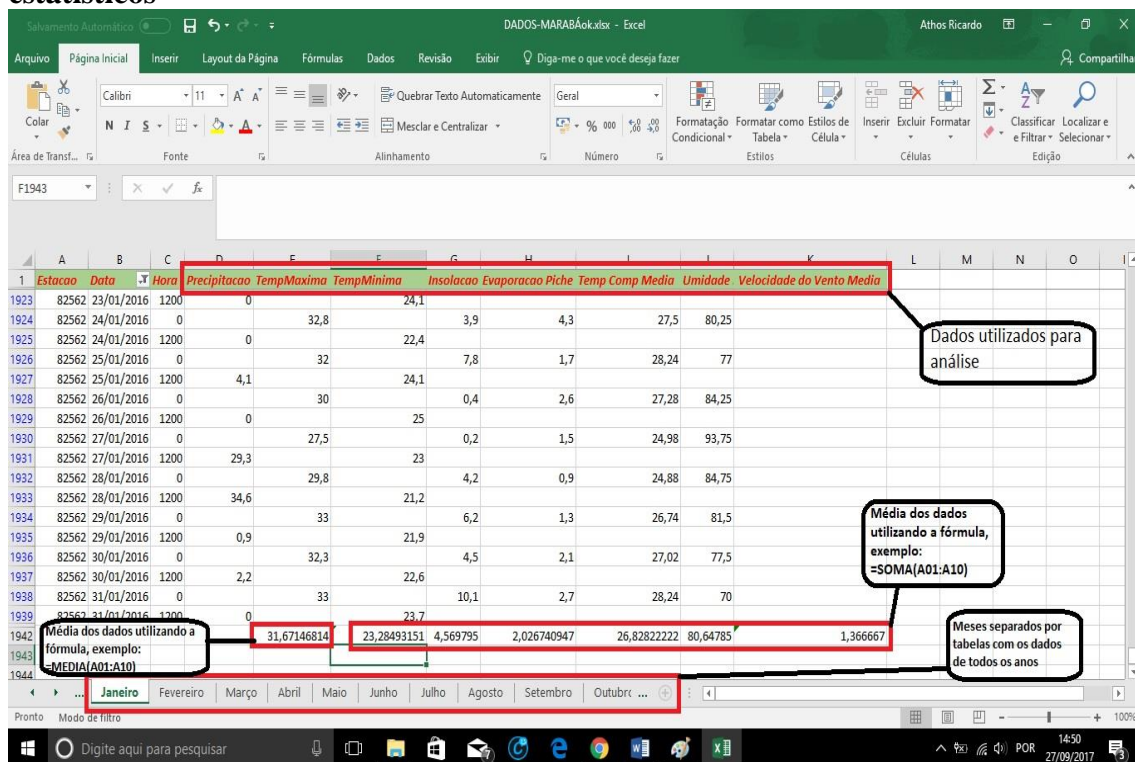 estatísticos
Salvamento Automático
DADOS-MARABÁok.xlsx - Excel
Athos Ricardo
Arquivo Página Inicial Inserir Layout da Página Fórmulas Dados Revisão Exibir Diga-me o que você deseja fazer Compartilhar
Colar
Calibri 11 A A
N I S A
Quebrar Texto Automaticamente
Mesclar e Centralizar
Geral
% 000
Formatação Condicional
Formatar como Tabela
Estilos de Célula
Inserir Excluir Formatar
Classificar e Filtrar
Localizar e Selecionar
Área de Transf... Fonte Alinhamento Número Estilos Células Edição
F1943 fx
A B C D E F G H I J K L M N O
1 Estacao Data Hora Precipitacao TempMaxima TempMinima Insolacao Evaporacao Piche Temp Comp Media Umidade Velocidade do Vento Media
1923 82562 23/01/2016 1200 0 24,1
1924 82562 24/01/2016 0 32,8 3,9 4,3 27,5 80,25
1925 82562 24/01/2016 1200 0 22,4
1926 82562 25/01/2016 0 32 7,8 1,7 28,24 77
1927 82562 25/01/2016 1200 4,1 24,1
1928 82562 26/01/2016 0 30 0,4 2,6 27,28 84,25
1929 82562 26/01/2016 1200 0 25
1930 82562 27/01/2016 0 27,5 0,2 1,5 24,98 93,75
1931 82562 27/01/2016 1200 29,3 23
1932 82562 28/01/2016 0 29,8 4,2 0,9 24,88 84,75
1933 82562 28/01/2016 1200 34,6 21,2
1934 82562 29/01/2016 0 33 6,2 1,3 26,74 81,5
1935 82562 29/01/2016 1200 0,9 21,9
1936 82562 30/01/2016 0 32,3 4,5 2,1 27,02 77,5
1937 82562 30/01/2016 1200 2,2 22,6
1938 82562 31/01/2016 0 33 10,1 2,7 28,24 70
1939 82562 31/01/2016 1200 0 23,7
1942 31,67146814 23,28493151 4,569795 2,026740947 26,82822222 80,64785 1,366667
1943
1944
Dados utilizados para
análise
Média dos dados
utilizando a fórmula,
exemplo:
=SOMA(A01:A10)
Média dos dados utilizando a
fórmula, exemplo:
=MEDIA(A01:A10)
Meses separados por
tabelas com os dados
de todos os anos
... Janeiro Fevereiro Março Abril Maio Junho Julho Agosto Setembro Outubro ...
Pronto Modo de filtro 100%
Digite aqui para pesquisar
POR
14:50
27/09/2017